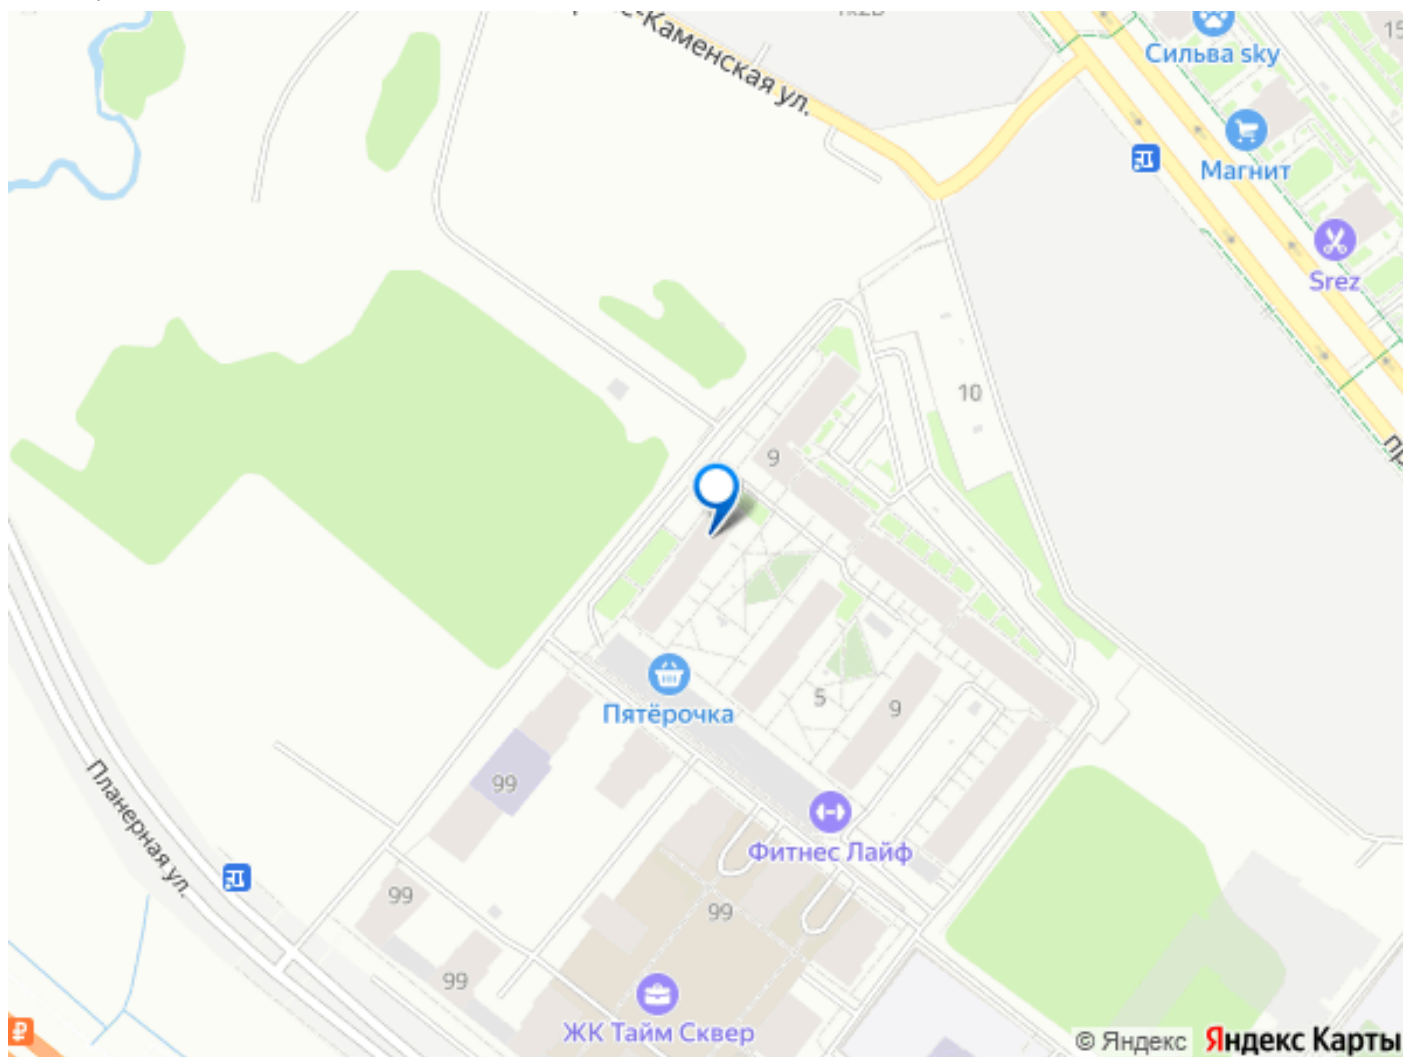 Каменская ул.
Сильва sky
Магнит
Srez
10
9
Пятёрочка
5
9
99
Планерная ул.
Фитнес Лайф
99
99
99
ЖК Тайм Сквер
© Яндекс Яндекс Карты